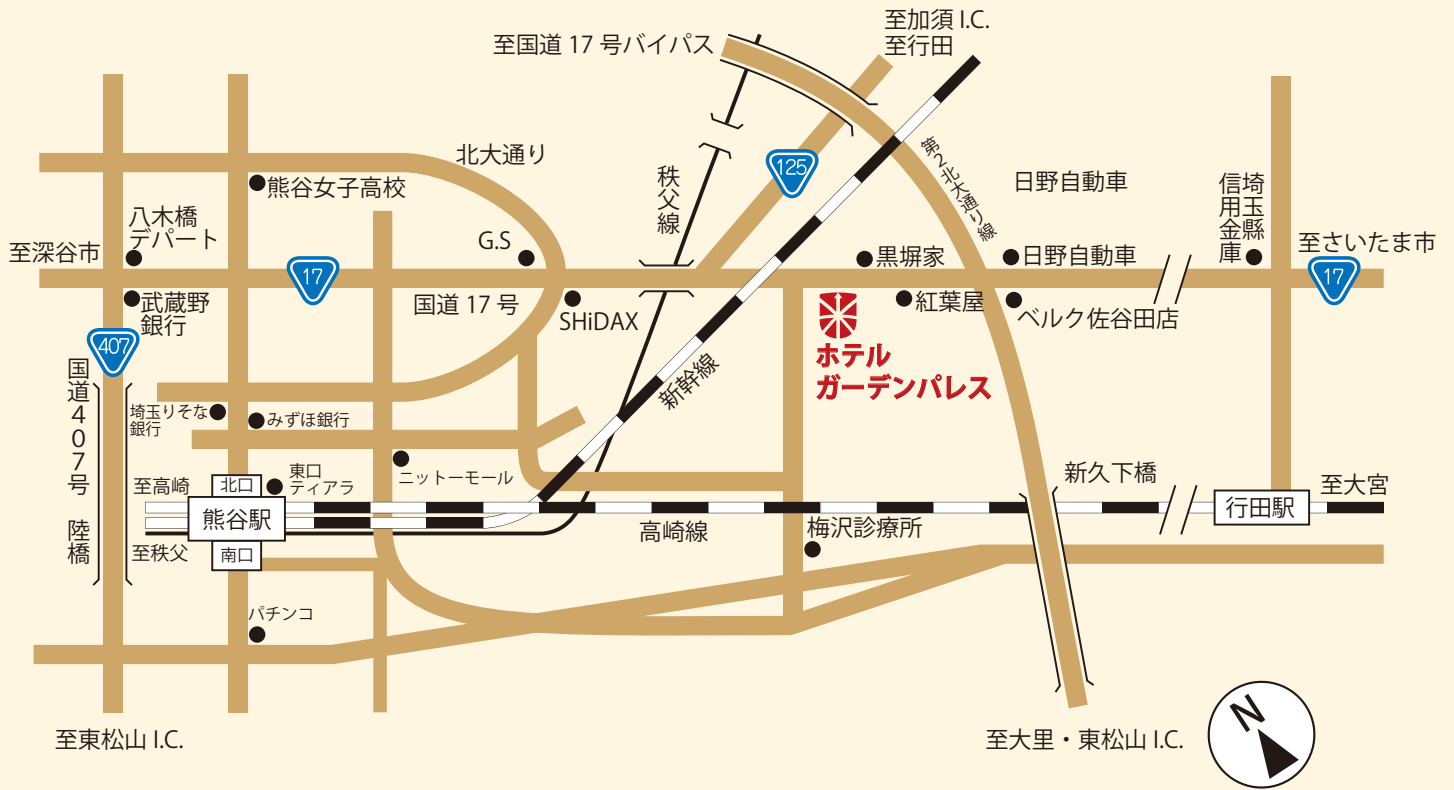 至加須 I.C.
至行田
至国道 17 号バイパス
北大通り
125
第2北大通り線
熊谷女子高校
秩父線
日野自動車
埼玉縣
信用金庫
八木橋
デパート
至深谷市
G.S
黒塀家
日野自動車
至さいたま市
17
17
武蔵野
銀行
国道 17 号
SHiDAX
紅葉屋
ベルク佐谷田店
407
ホテル
ガーデンパレス
国道407号 陸橋
新幹線
埼玉りそな
銀行
みずほ銀行
東口
ティアラ
ニットーモール
新久下橋
至高崎
北口
至大宮
熊谷駅
行田駅
高崎線
梅沢診療所
至秩父
南口
パチンコ
至東松山 I.C.
至大里・東松山 I.C.
N